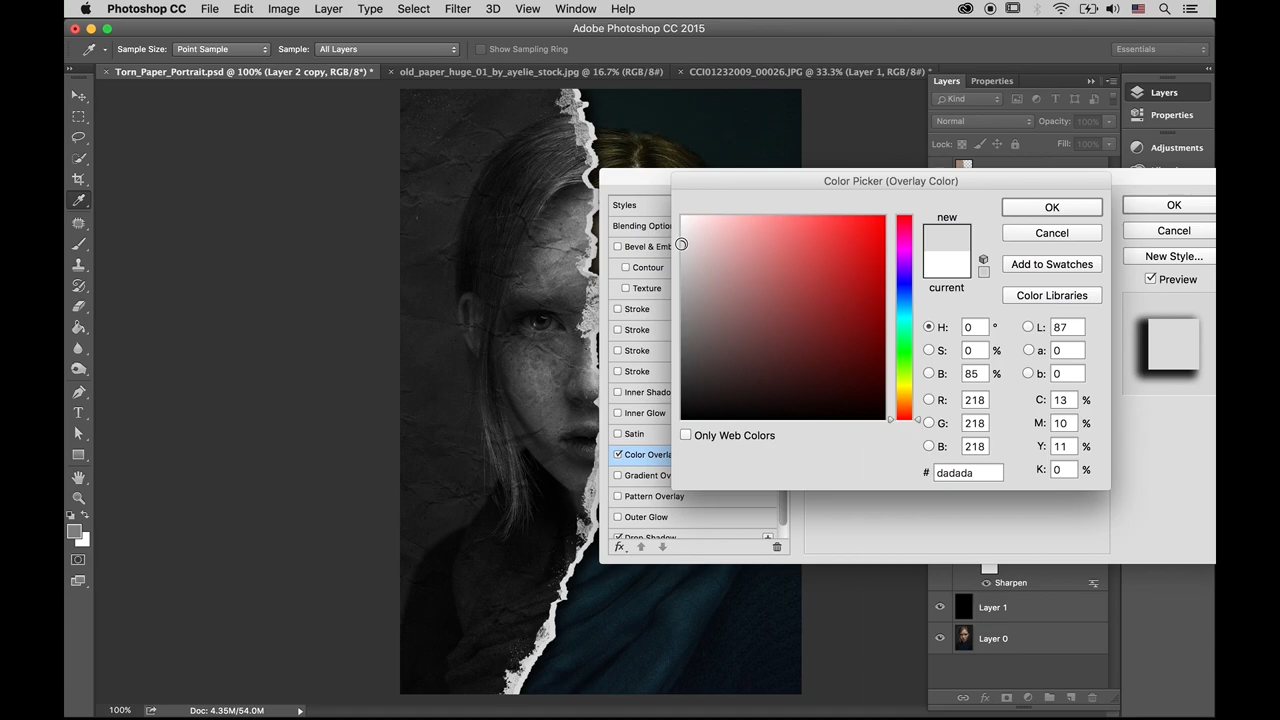 Photoshop CC File Edit Image Layer Type Select Filter 3D View Window Help
Adobe Photoshop CC 2015
Sample Size: Point Sample Sample: All Layers Show Sampling Ring Essentials
× Torn_Paper_Portrait.psd @ 100% (Layer 2 copy, RGB/8*) * × old_paper_huge_01_by_ayelie_stock.jpg @ 16.7% (RGB/8#) × CCI01232009_00026.JPG @ 33.3% (Layer 1, RGB/8#) *
Layers Properties
Kind
Normal Opacity: 100%
Lock: Fill: 100%
Layers
Properties
Adjustments
Color Picker (Overlay Color)
Styles
Blending Optio
Bevel & Emb
Contour
Texture
Stroke
Stroke
Stroke
Stroke
Inner Shado
Inner Glow
Satin
Color Overla
Gradient Ov
Pattern Overlay
Outer Glow
Drop Shadow
fx
new
current
OK
Cancel
Add to Swatches
Color Libraries
H: 0 °
S: 0 %
B: 85 %
R: 218
G: 218
B: 218
# dadada
L: 87
a: 0
b: 0
C: 13 %
M: 10 %
Y: 11 %
K: 0 %
Only Web Colors
OK
Cancel
New Style...
Preview
Sharpen
Layer 1
Layer 0
fx
100% Doc: 4.35M/54.0M